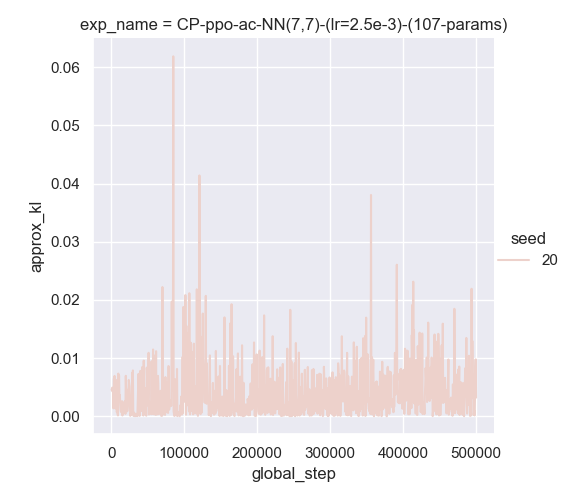 exp_name = CP-ppo-ac-NN(7,7)-(lr=2.5e-3)-(107-params)
0.06
0.05
0.04
0.03
0.02
0.01
0.00
approx_kl
seed
20
0 100000 200000 300000 400000 500000
global_step